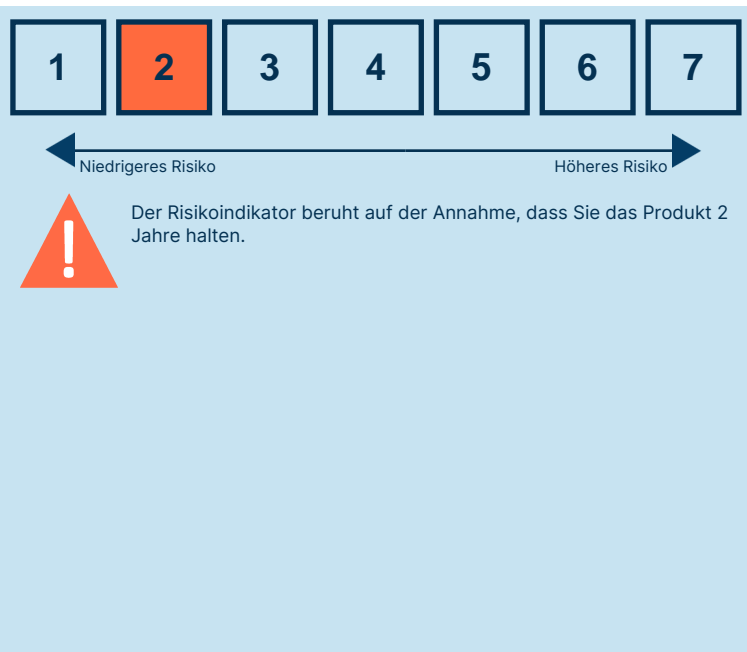 1 2 3 4 5 6 7
Niedrigeres Risiko Höheres Risiko
Der Risikoindikator beruht auf der Annahme, dass Sie das Produkt 2
Jahre halten.
!